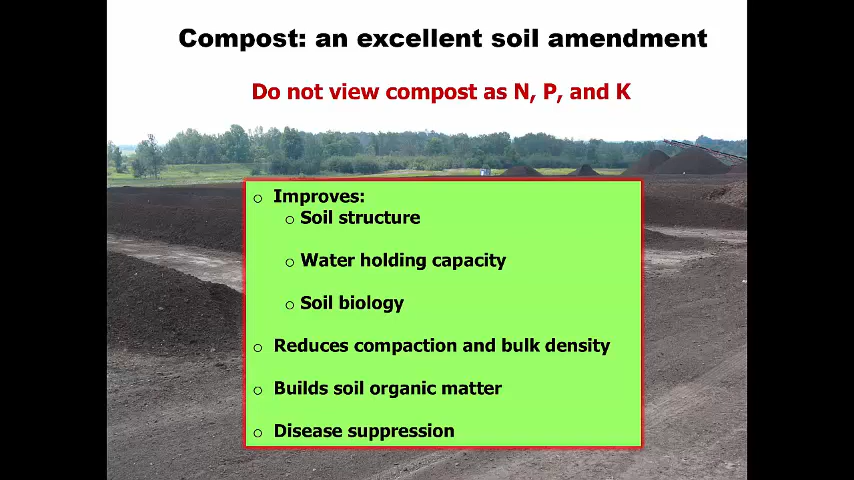 Compost: an excellent soil amendment
Do not view compost as N, P, and K
o Improves:
o Soil structure
o Water holding capacity
o Soil biology
o Reduces compaction and bulk density
o Builds soil organic matter
o Disease suppression